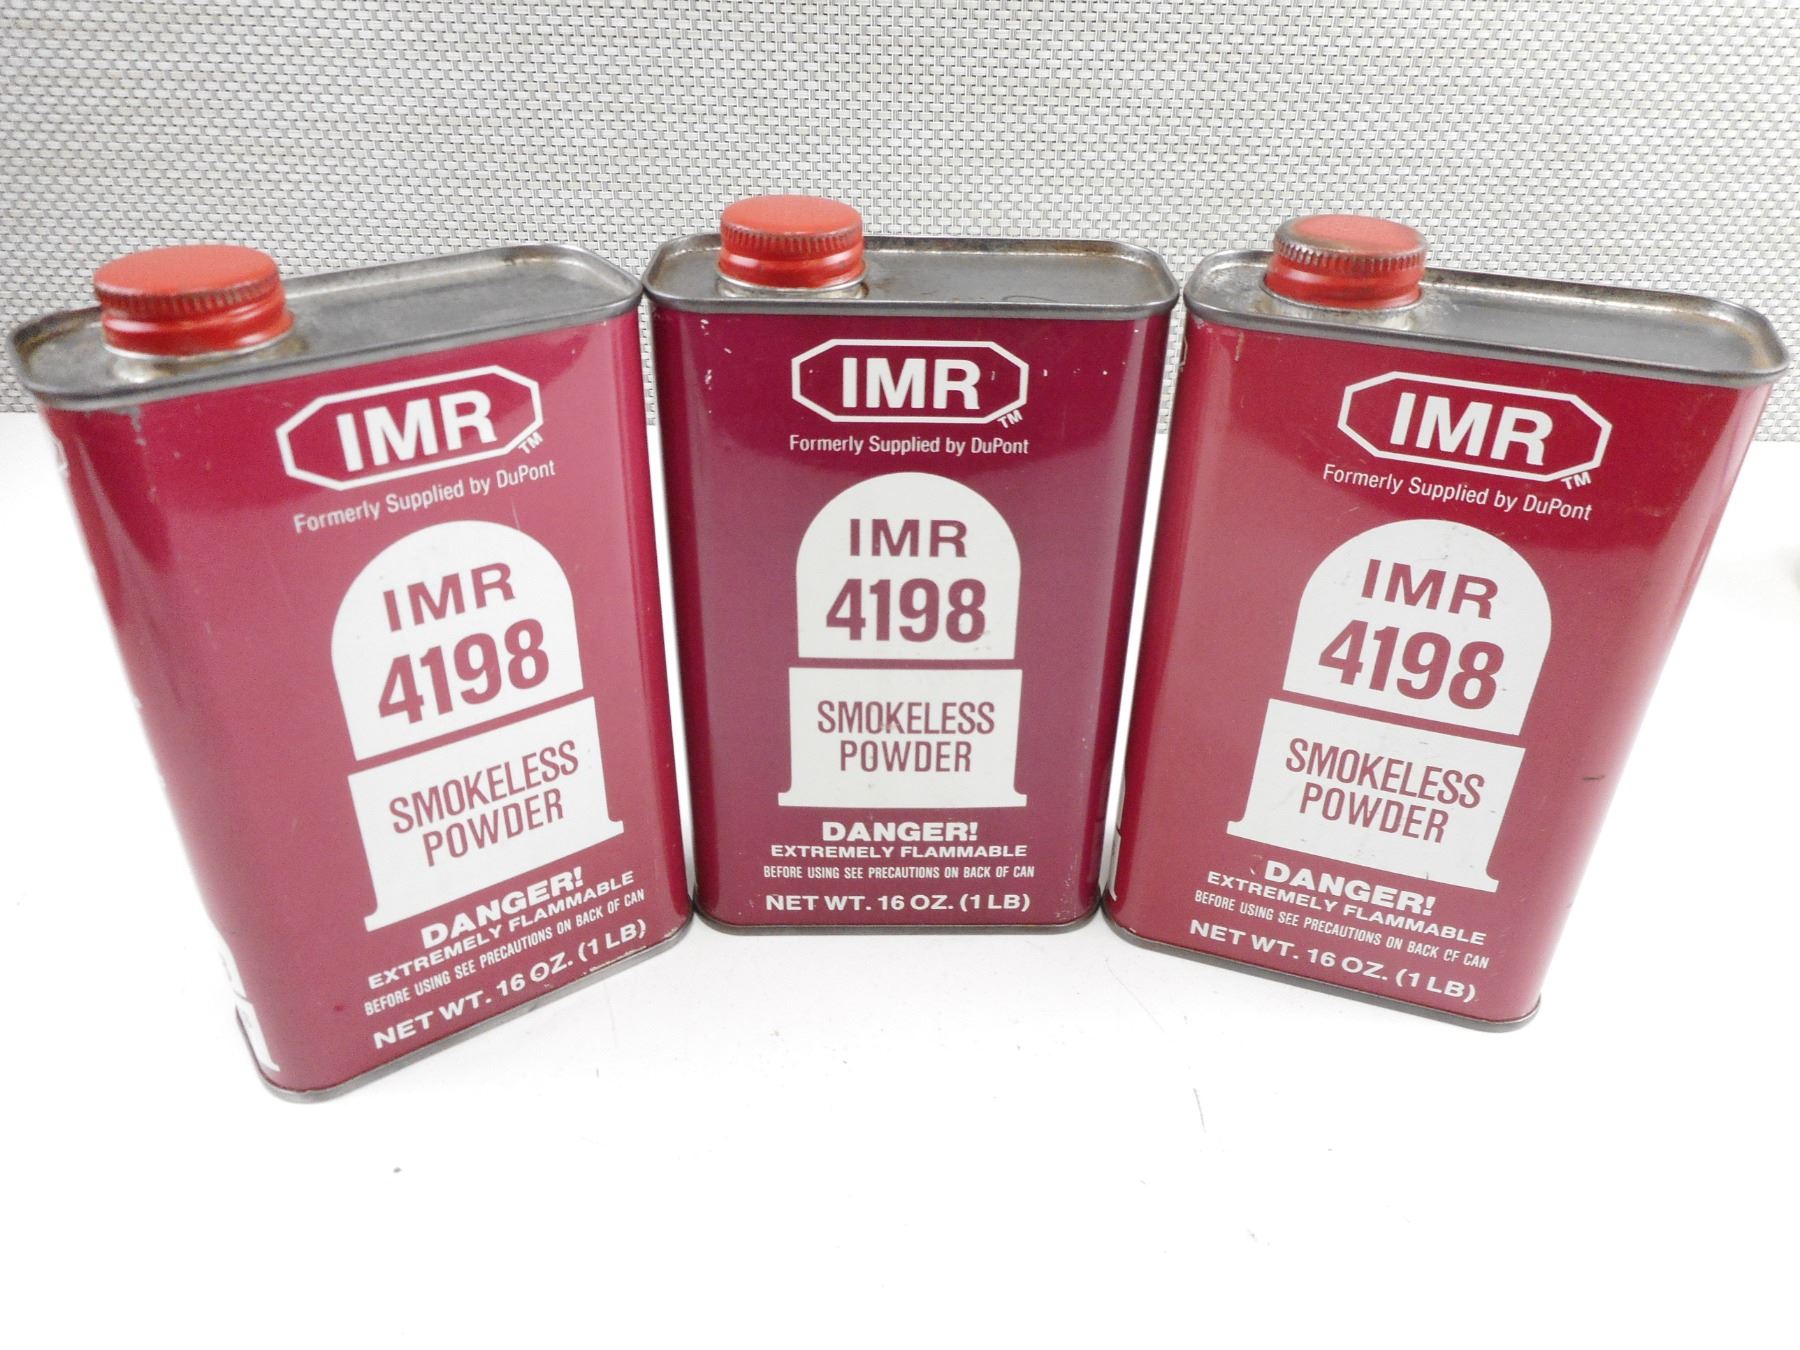 IMR
TM
Formerly Supplied by DuPont
IMR
4198
SMOKELESS
POWDER
DANGER!
EXTREMELY FLAMMABLE
BEFORE USING SEE PRECAUTIONS ON BACK OF CAN
NET WT. 16 OZ. (1 LB)
IMR
TM
Formerly Supplied by DuPont
IMR
4198
SMOKELESS
POWDER
DANGER!
EXTREMELY FLAMMABLE
BEFORE USING SEE PRECAUTIONS ON BACK OF CAN
NET WT. 16 OZ. (1 LB)
IMR
TM
Formerly Supplied by DuPont
IMR
4198
SMOKELESS
POWDER
DANGER!
EXTREMELY FLAMMABLE
BEFORE USING SEE PRECAUTIONS ON BACK OF CAN
NET WT. 16 OZ. (1 LB)